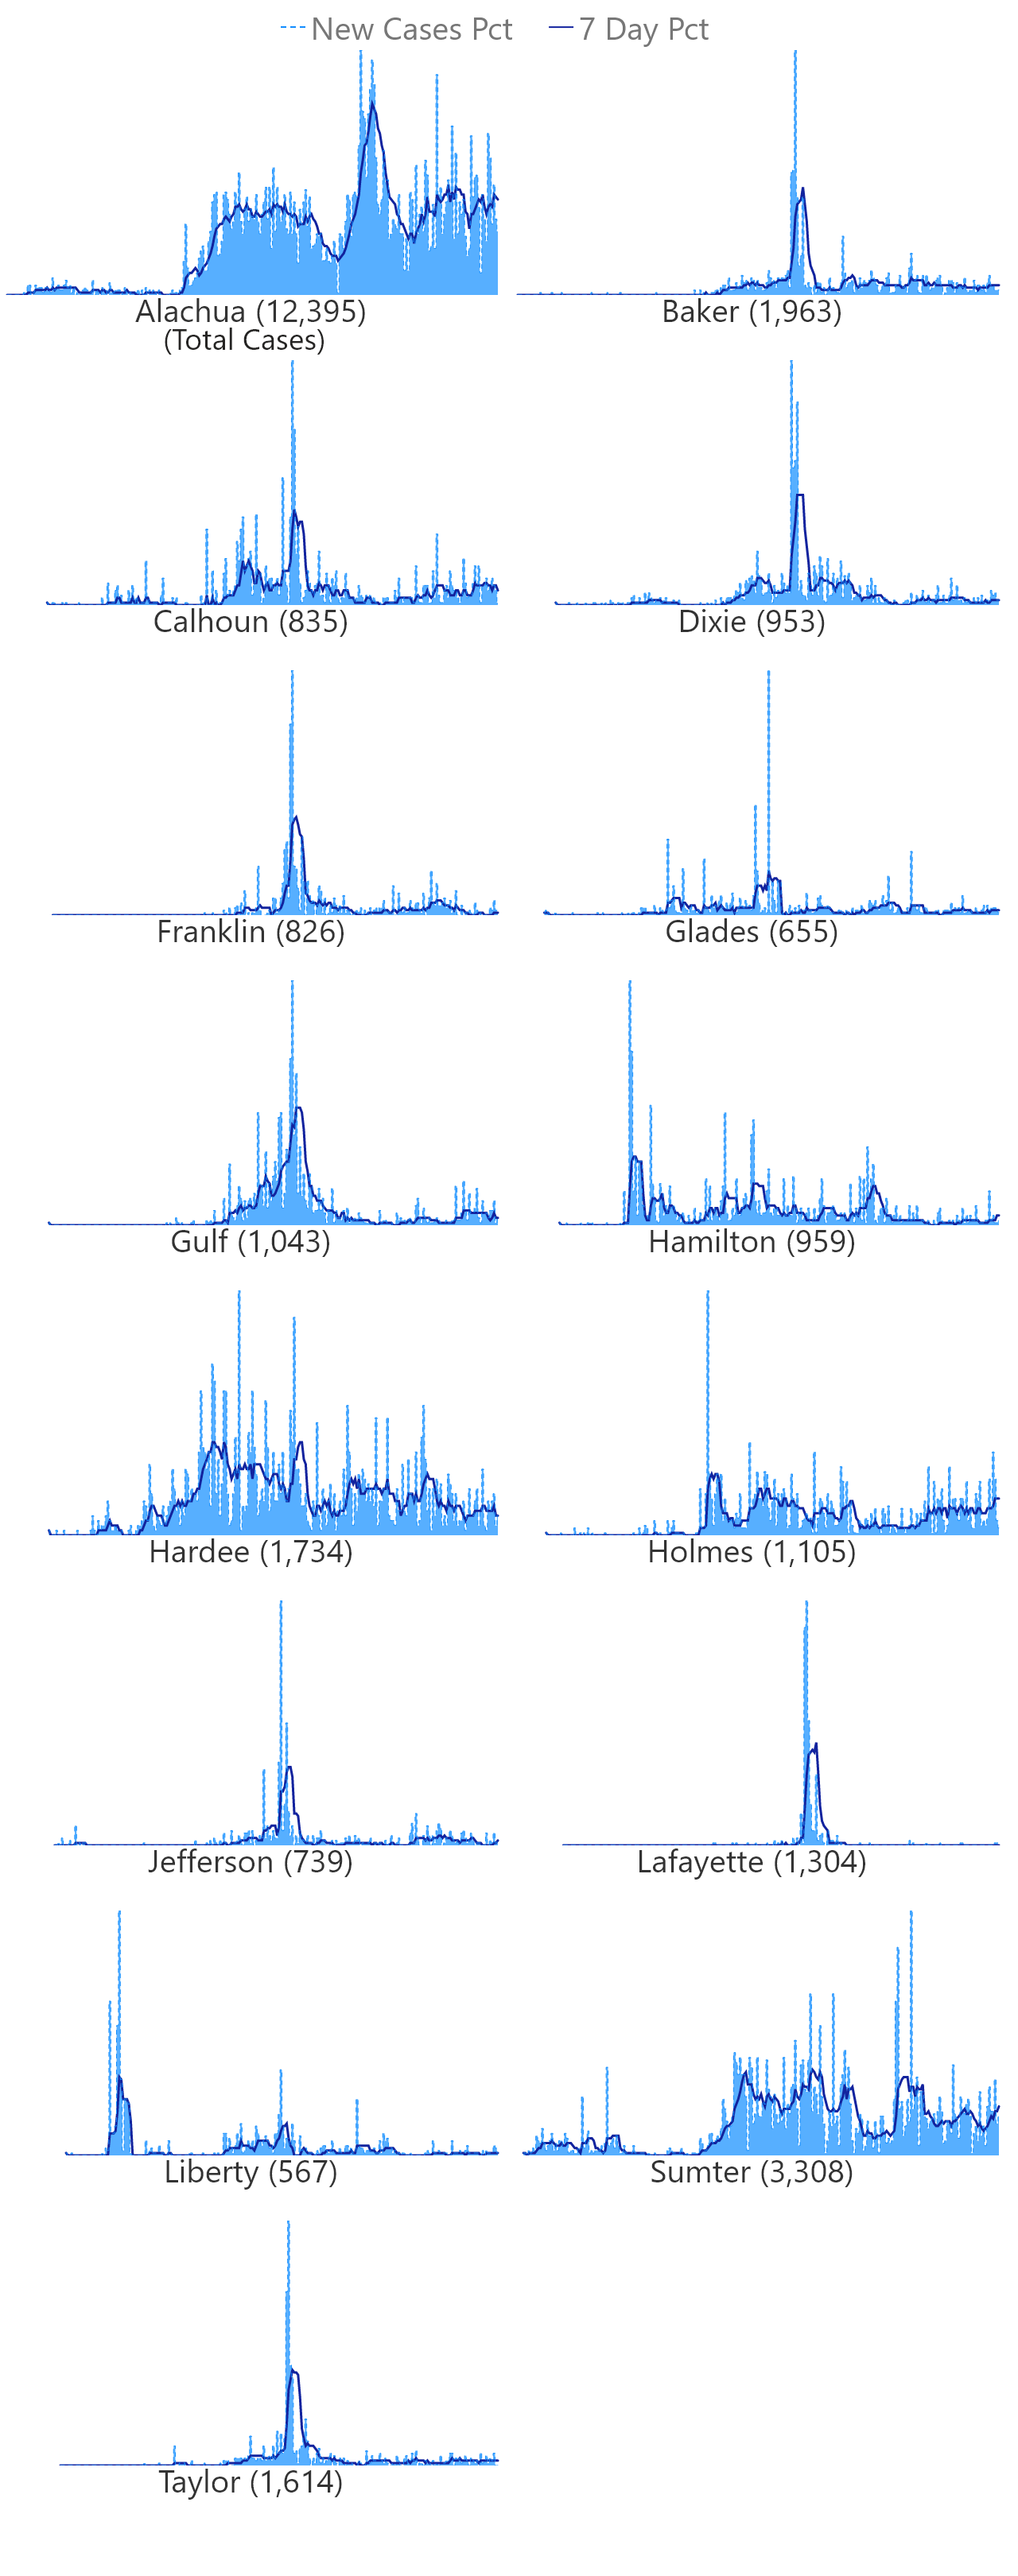 New Cases Pct 7 Day Pct
Alachua (12,395)
(Total Cases)
Baker (1,963)
Calhoun (835)
Dixie (953)
Franklin (826)
Glades (655)
Gulf (1,043)
Hamilton (959)
Hardee (1,734)
Holmes (1,105)
Jefferson (739)
Lafayette (1,304)
Liberty (567)
Sumter (3,308)
Taylor (1,614)